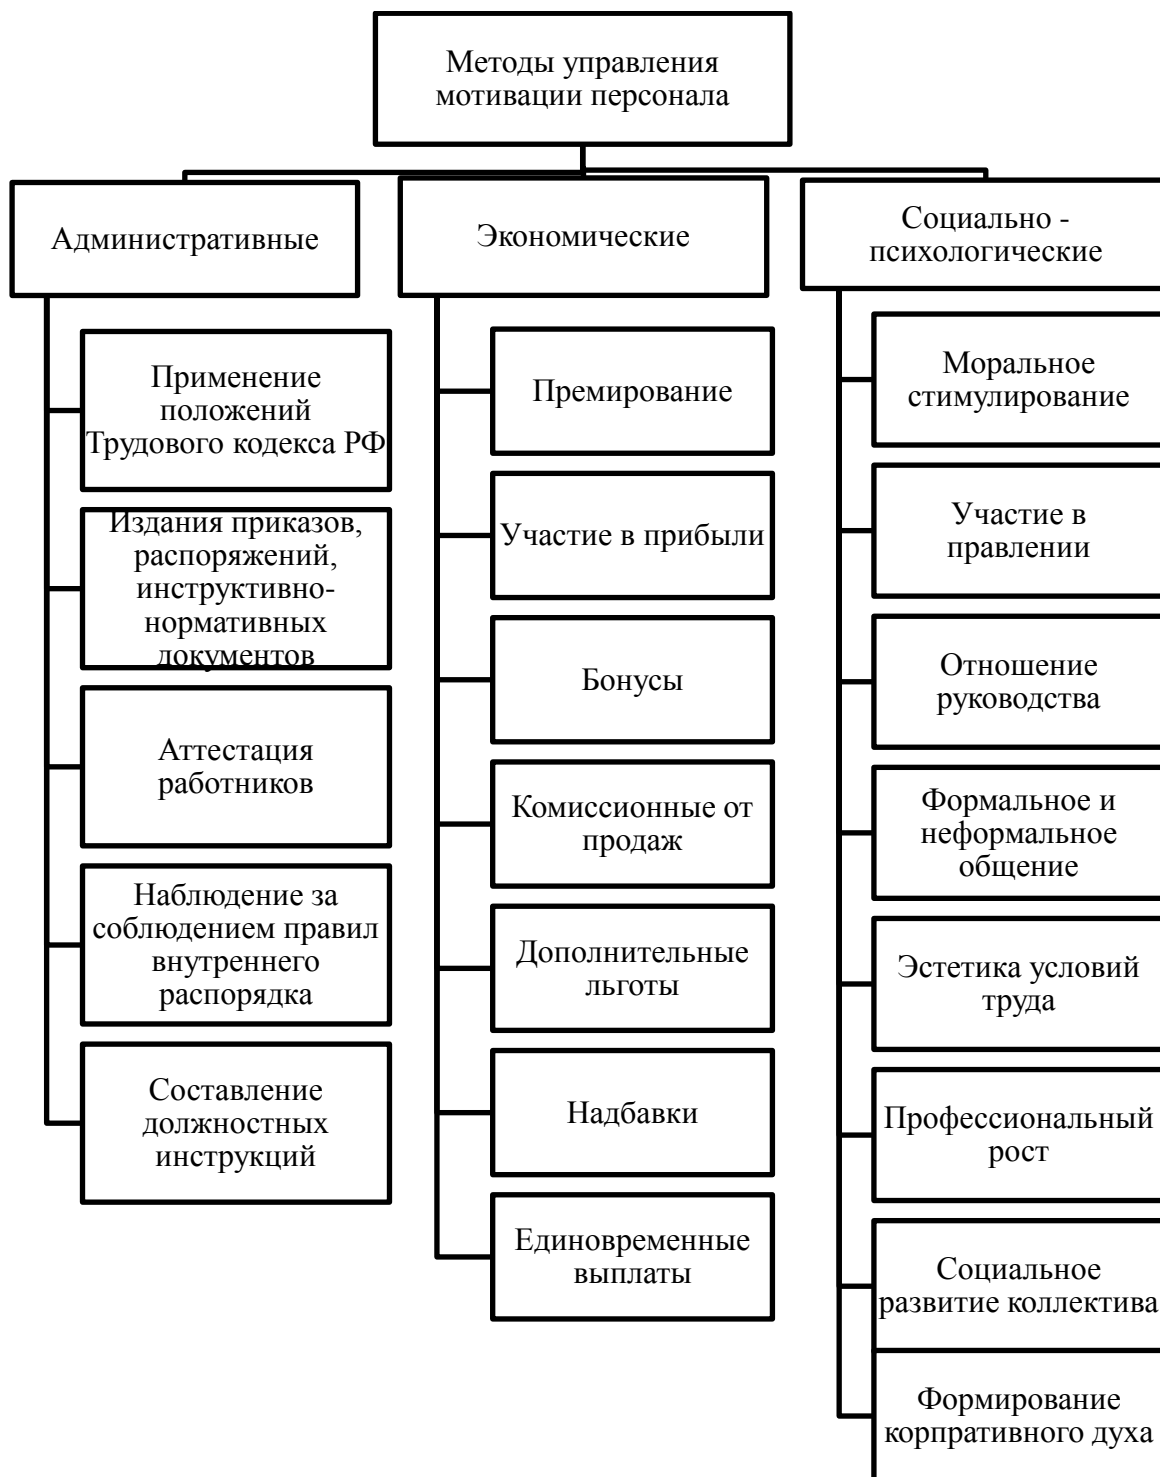 Методы управления
мотивации персонала
Административные
Применение
положений
Трудового кодекса РФ
Издания приказов,
распоряжений,
инструктивно-
нормативных
документов
Аттестация
работников
Наблюдение за
соблюдением правил
внутреннего
распорядка
Составление
должностных
инструкций
Экономические
Премирование
Участие в прибыли
Бонусы
Комиссионные от
продаж
Дополнительные
льготы
Надбавки
Единовременные
выплаты
Социально -
психологические
Моральное
стимулирование
Участие в
правлении
Отношение
руководства
Формальное и
неформальное
общение
Эстетика условий
труда
Профессиональный
рост
Социальное
развитие коллектива
Формирование
корпративного духа